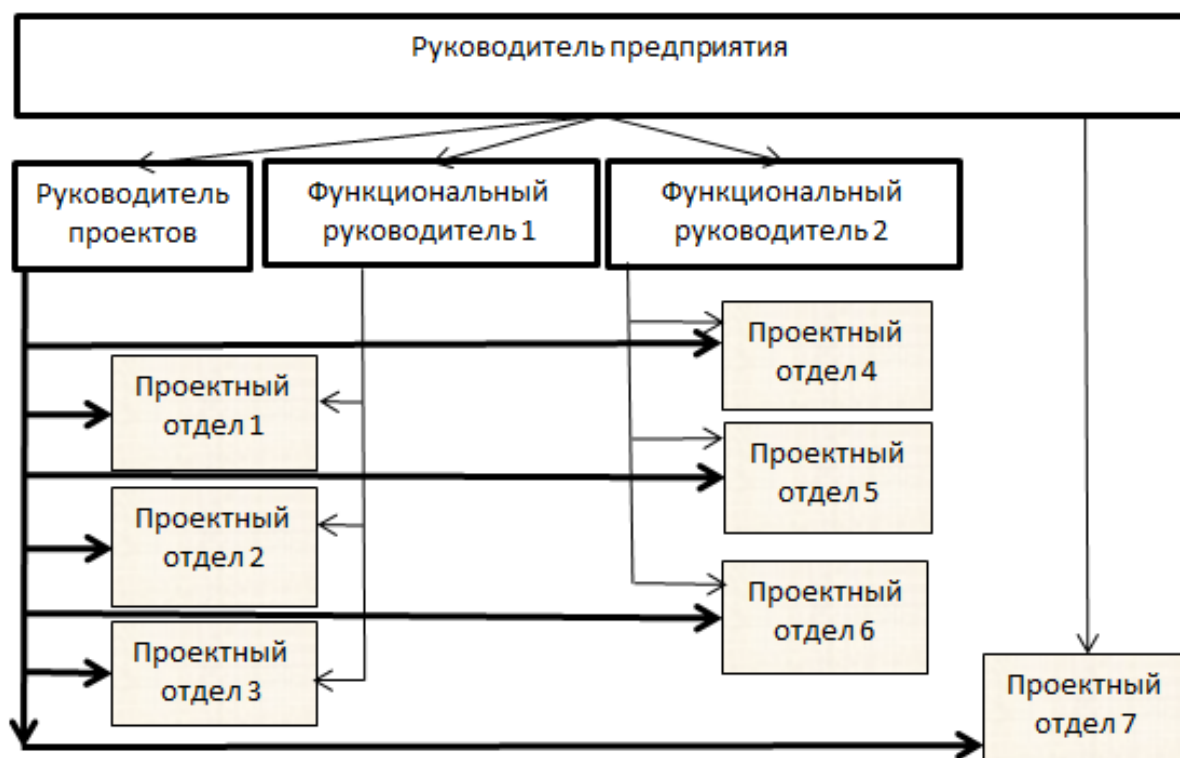 Руководитель предприятия
Руководитель
проектов
Функциональный
руководитель 1
Функциональный
руководитель 2
Проектный
отдел 4
Проектный
отдел 1
Проектный
отдел 5
Проектный
отдел 2
Проектный
отдел 6
Проектный
отдел 3
Проектный
отдел 7